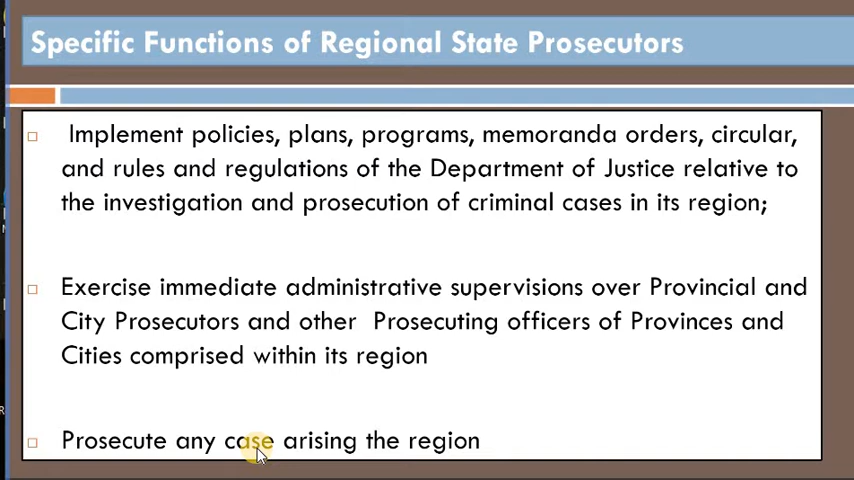 Specific Functions of Regional State Prosecutors
Implement policies, plans, programs, memoranda orders, circular,
and rules and regulations of the Department of Justice relative to
the investigation and prosecution of criminal cases in its region;
Exercise immediate administrative supervisions over Provincial and
City Prosecutors and other Prosecuting officers of Provinces and
Cities comprised within its region
Prosecute any case arising the region